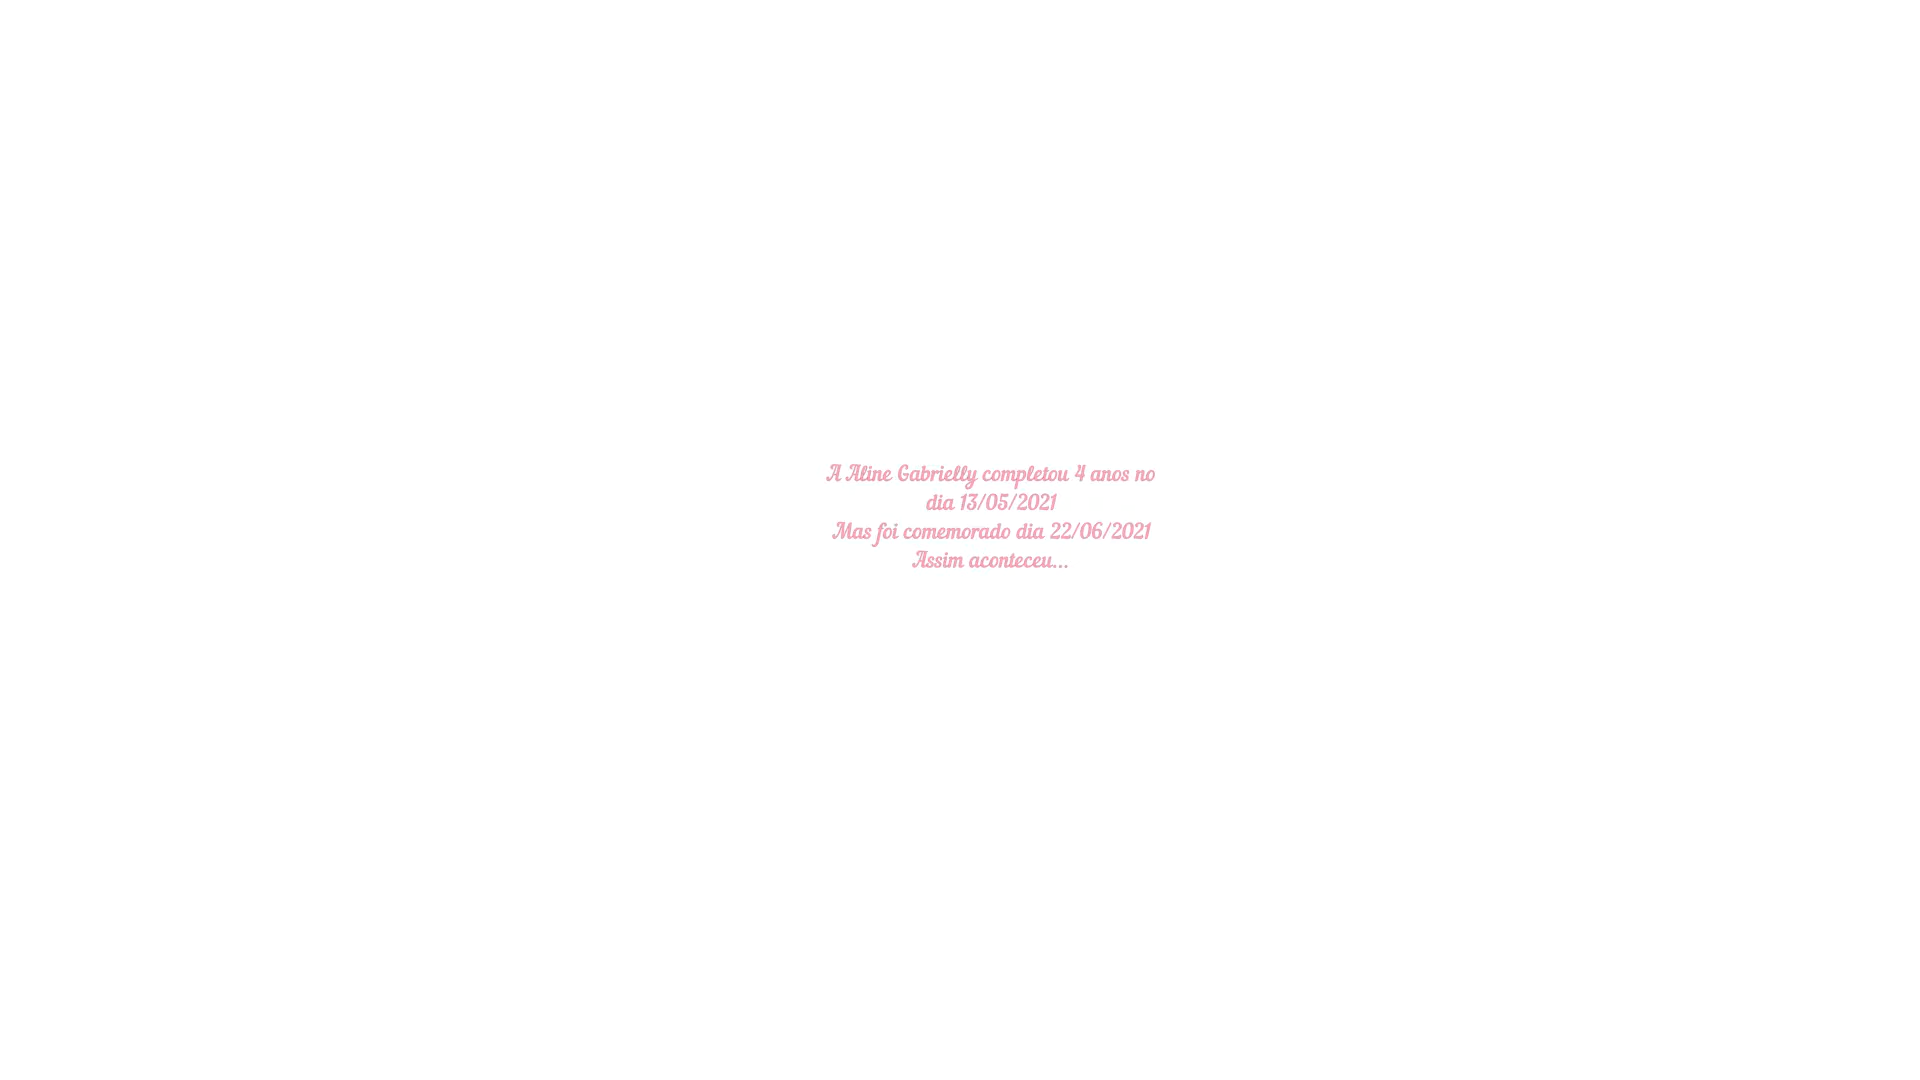 A Aline Gabrielly completou 4 anos no
dia 13/05/2021
Mas foi comemorado dia 22/06/2021
Assim aconteceu...